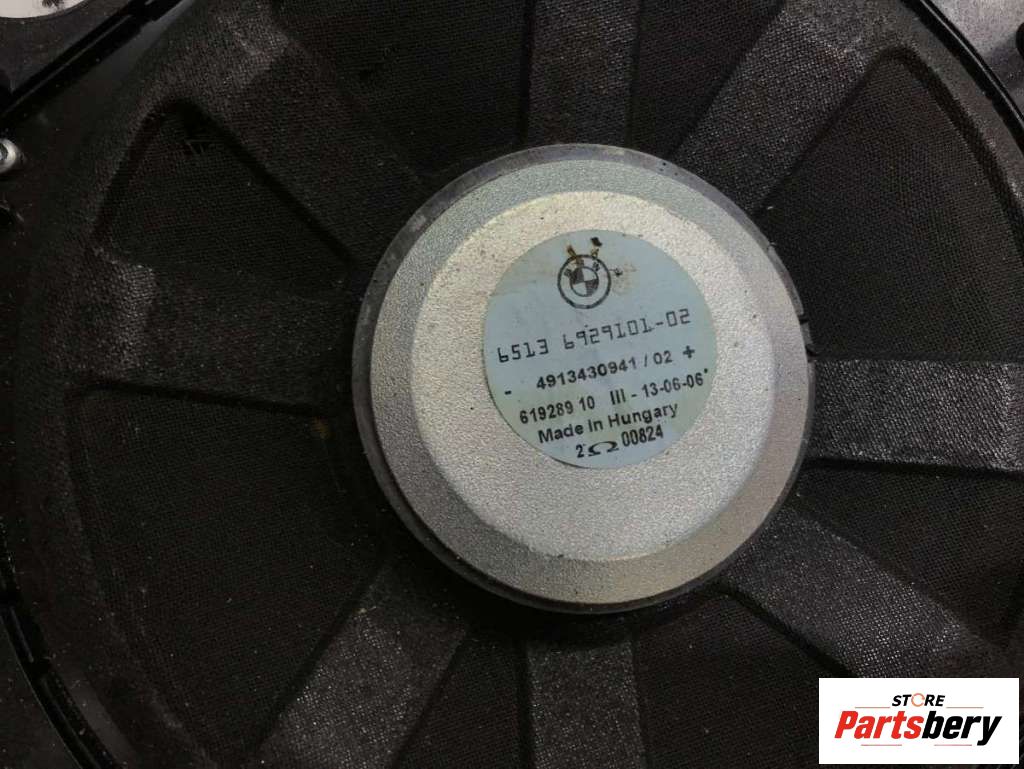 6513 6929101-02
- 4913430941 / 02 +
619289 10 III - 13-06-06*
Made in Hungary
2Ω 00824
STORE
Partsbery